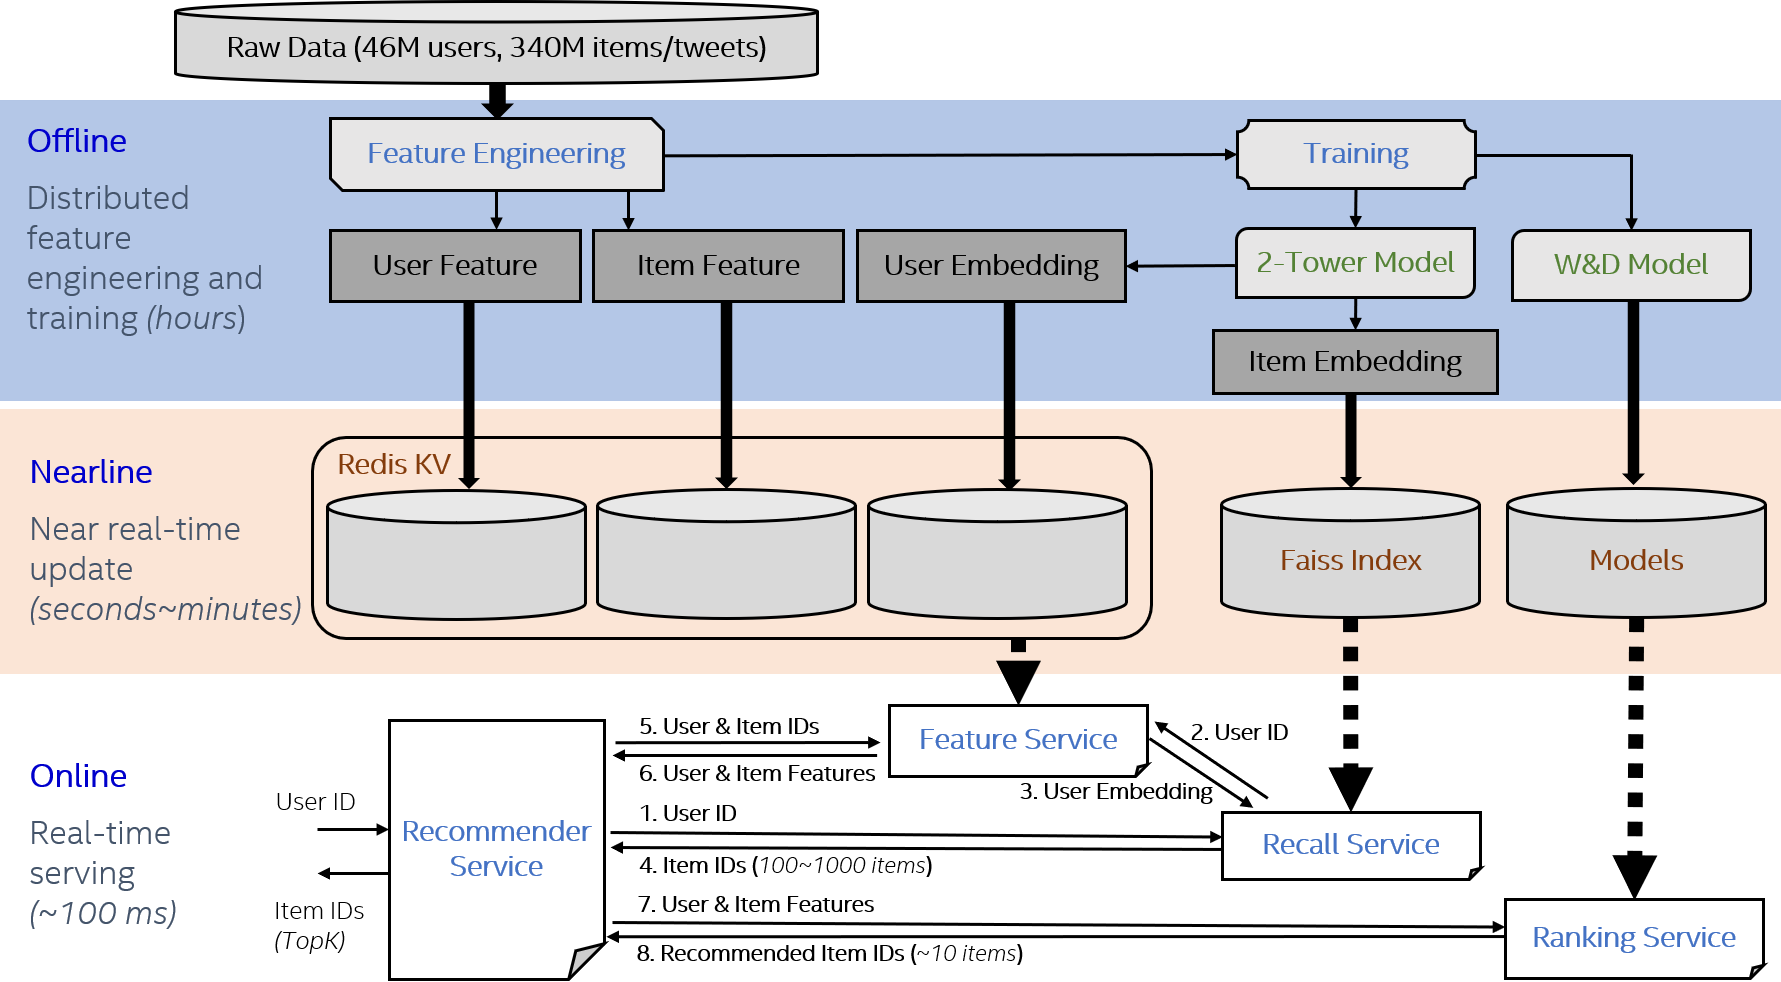 Raw Data (46M users, 340M items/tweets)
Offline
Distributed
feature
engineering and
training (hours)
Feature Engineering
Training
User Feature
Item Feature
User Embedding
2-Tower Model
W&D Model
Item Embedding
Nearline
Near real-time
update
(seconds~minutes)
Redis KV
Faiss Index
Models
Online
Real-time
serving
(~100 ms)
User ID
Item IDs
(TopK)
Recommender
Service
5. User & Item IDs
6. User & Item Features
Feature Service
2. User ID
3. User Embedding
1. User ID
4. Item IDs (100~1000 items)
Recall Service
7. User & Item Features
8. Recommended Item IDs (~10 items)
Ranking Service